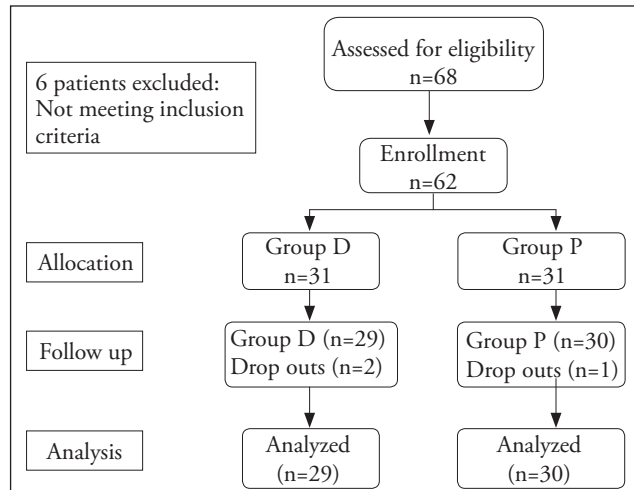 Assessed for eligibility
n=68
6 patients excluded:
Not meeting inclusion
criteria
Enrollment
n=62
Allocation
Group D
n=31
Group P
n=31
Follow up
Group D (n=29)
Drop outs (n=2)
Group P (n=30)
Drop outs (n=1)
Analysis
Analyzed
(n=29)
Analyzed
(n=30)